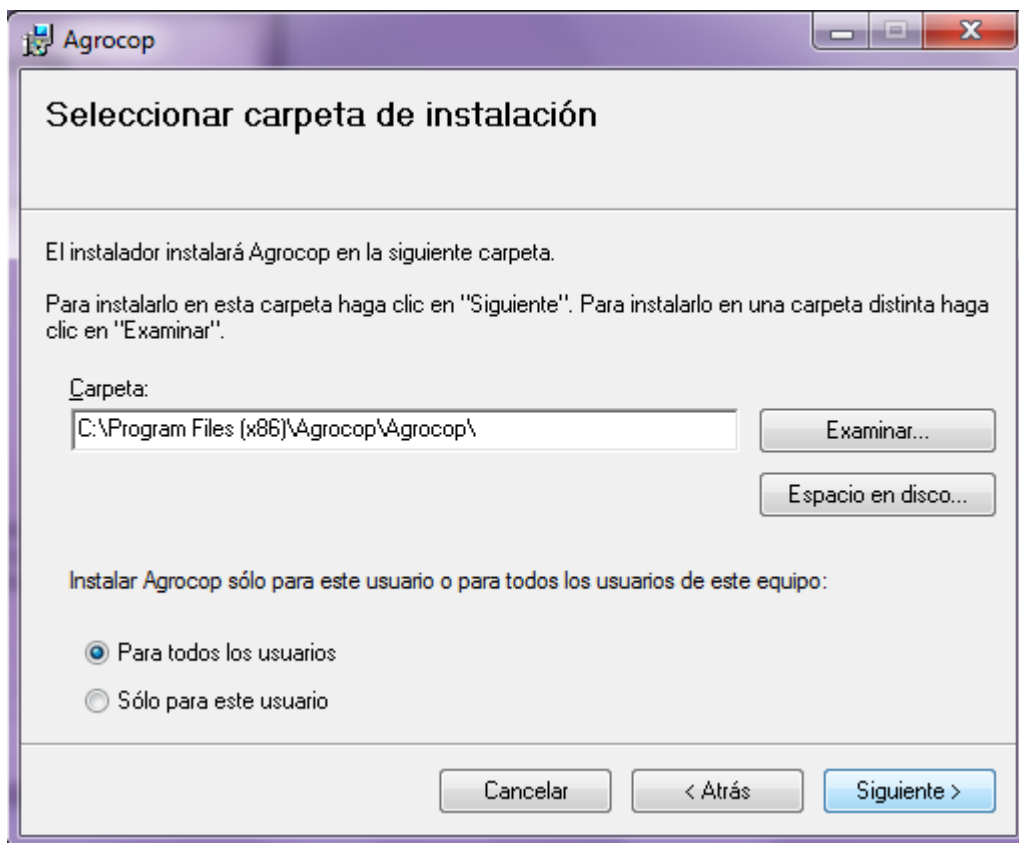 Agrocop
Seleccionar carpeta de instalación
El instalador instalará Agrocop en la siguiente carpeta.
Para instalarlo en esta carpeta haga clic en "Siguiente". Para instalarlo en una carpeta distinta haga
clic en "Examinar".
Carpeta:
C:\Program Files (x86)\Agrocop\Agrocop\
Examinar...
Espacio en disco...
Instalar Agrocop sólo para este usuario o para todos los usuarios de este equipo:
Para todos los usuarios
Sólo para este usuario
Cancelar
< Atrás
Siguiente >